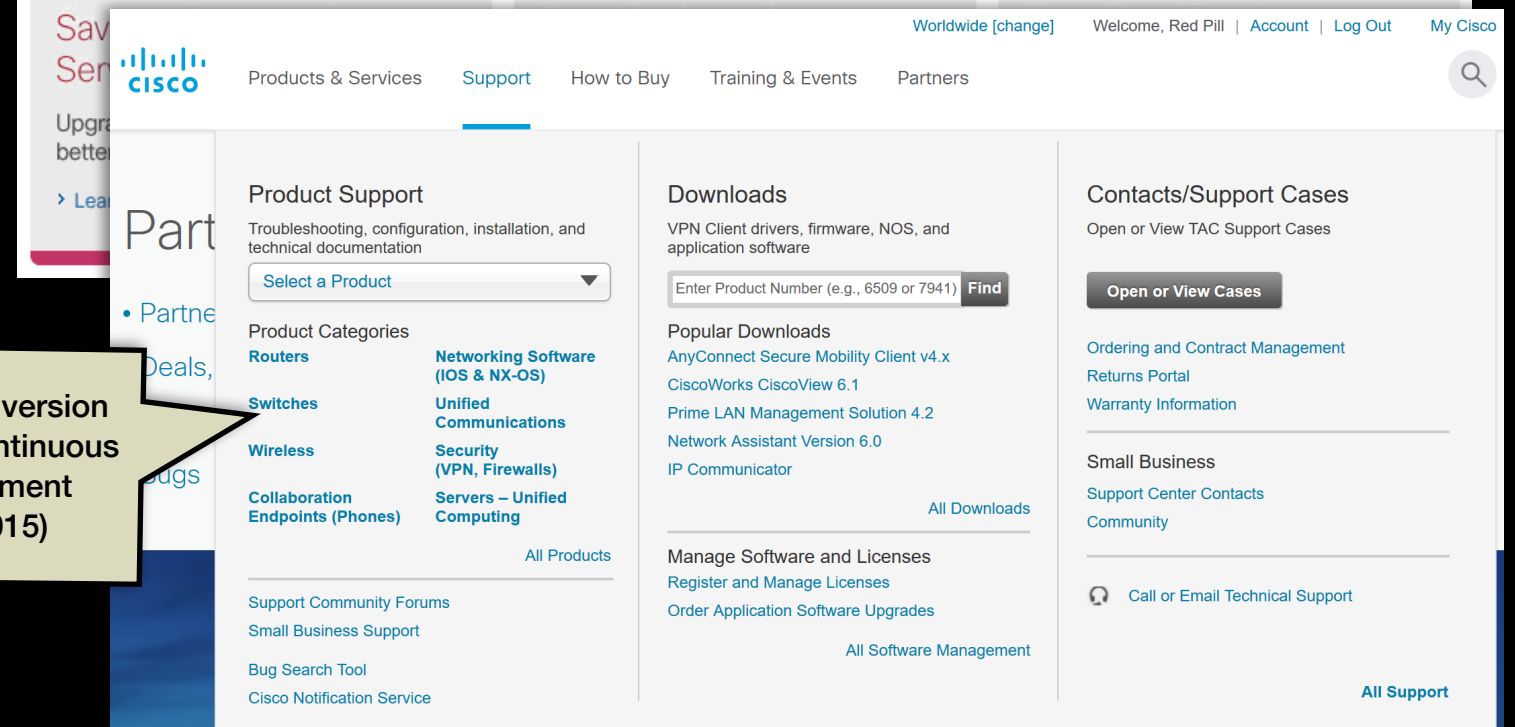 Sav
Ser
Upgra
better
Lear
Worldwide [change] Welcome, Red Pill | Account | Log Out My Cisco
CISCO
Products & Services Support How to Buy Training & Events Partners
Part
• Partne
Deals,
Bugs
version
ntinuous
ment
015)
Product Support
Troubleshooting, configuration, installation, and
technical documentation
Select a Product
Product Categories
Routers
Switches
Wireless
Collaboration
Endpoints (Phones)
Networking Software
(IOS & NX-OS)
Unified
Communications
Security
(VPN, Firewalls)
Servers – Unified
Computing
All Products
Support Community Forums
Small Business Support
Bug Search Tool
Cisco Notification Service
Downloads
VPN Client drivers, firmware, NOS, and
application software
Enter Product Number (e.g., 6509 or 7941) Find
Popular Downloads
AnyConnect Secure Mobility Client v4.x
CiscoWorks CiscoView 6.1
Prime LAN Management Solution 4.2
Network Assistant Version 6.0
IP Communicator
All Downloads
Manage Software and Licenses
Register and Manage Licenses
Order Application Software Upgrades
All Software Management
Contacts/Support Cases
Open or View TAC Support Cases
Open or View Cases
Ordering and Contract Management
Returns Portal
Warranty Information
Small Business
Support Center Contacts
Community
Call or Email Technical Support
All Support